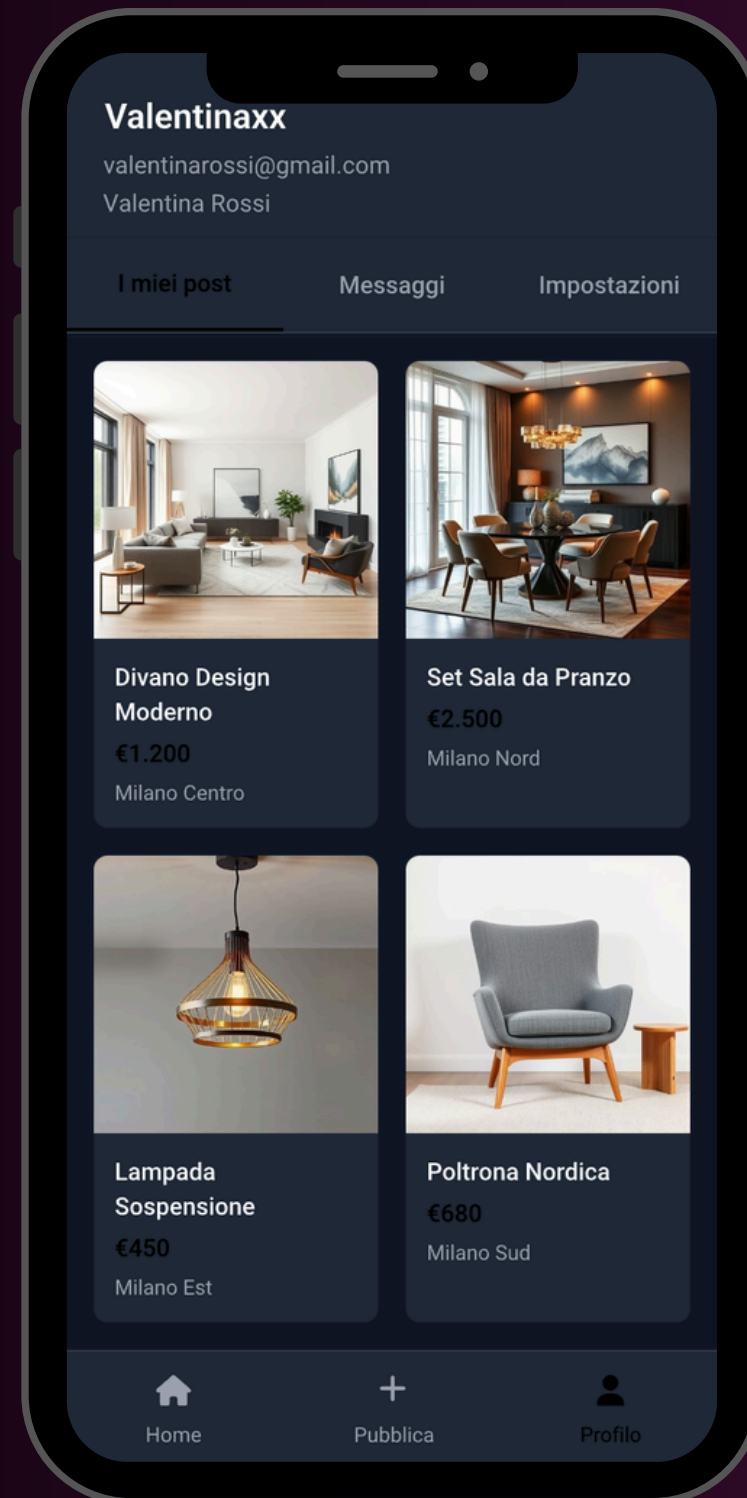 Valentinaxx
valentinarossi@gmail.com
Valentina Rossi
I miei post
Messaggi
Impostazioni
Divano Design
Moderno
€1.200
Milano Centro
Set Sala da Pranzo
€2.500
Milano Nord
Lampada
Sospensione
€450
Milano Est
Poltrona Nordica
€680
Milano Sud
Home
Pubblica
Profilo